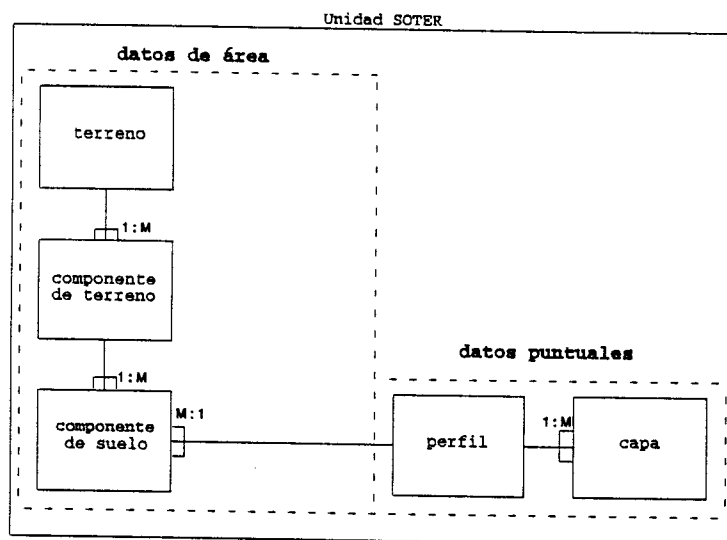 Unidad SOTER
datos de área
terreno
1:M
componente
de terreno
1:M
componente
de suelo
M:1
datos puntuales
perfil
1:M
capa